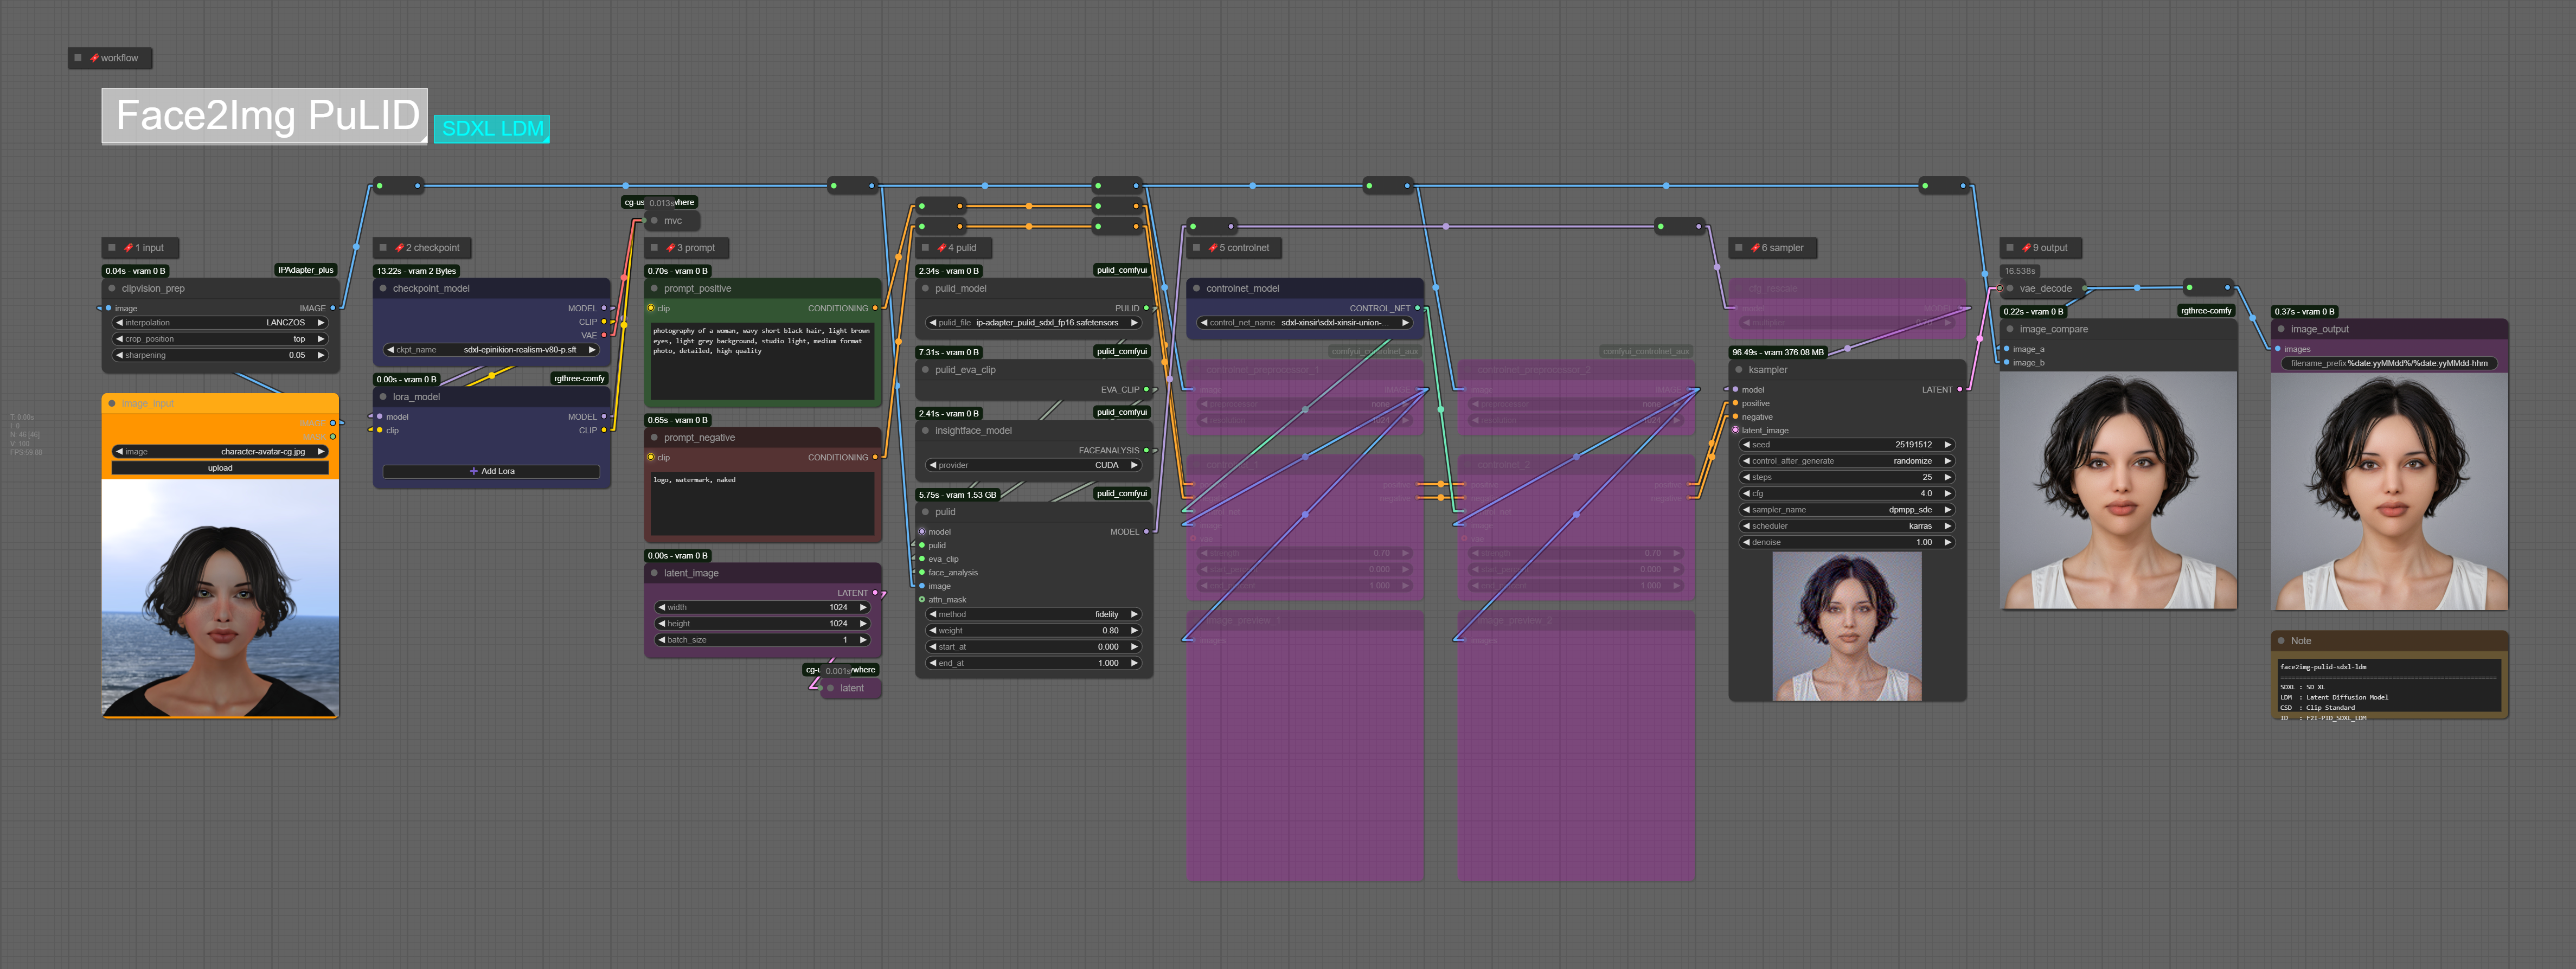 workflow
Face2Img PuLID
SDXL LDM
1 input
0.04s - vram 0 B
IPAdapter_plus
clipvision_prep
image
IMAGE
interpolation LANCZOS
crop_position top
sharpening 0.05
image_input
image character-avatar-cg.jpg
upload
2 checkpoint
13.22s - vram 2 Bytes
checkpoint_model
MODEL
CLIP
VAE
ckpt_name sdxl-epinikion-realism-v80-p.sft
0.00s - vram 0 B
rgthree-comfy
lora_model
model MODEL
clip CLIP
Add Lora
0.013s
mvc
3 prompt
0.70s - vram 0 B
prompt_positive
clip CONDITIONING
photography of a woman, wavy short black hair, light brown
eyes, light grey background, studio light, medium format
photo, detailed, high quality
0.65s - vram 0 B
prompt_negative
clip CONDITIONING
logo, watermark, naked
0.00s - vram 0 B
latent_image
LATENT
width 1024
height 1024
batch_size 1
0.001s
latent
4 pulid
2.34s - vram 0 B
pulid_comfyui
pulid_model
PULID
pulid_file ip-adapter_pulid_sdxl_fp16.safetensors
7.31s - vram 0 B
pulid_comfyui
pulid_eva_clip
EVA_CLIP
2.41s - vram 0 B
pulid_comfyui
insightface_model
FACEANALYSIS
provider CUDA
5.75s - vram 1.53 GB
pulid_comfyui
pulid
model MODEL
pulid
eva_clip
face_analysis
image
attn_mask
method fidelity
weight 0.80
start_at 0.000
end_at 1.000
5 controlnet
controlnet_model
CONTROL_NET
control_net_name sdxl-xinsir\sdxl-xinsir-union-...
comfyui_controlnet_aux
controlnet_preprocessor_1
comfyui_controlnet_aux
controlnet_preprocessor_2
strength 0.70
1.000
strength 0.70
1.000
image_preview_2
6 sampler
cfg_rescale
96.49s - vram 376.08 MB
ksampler
model LATENT
positive
negative
latent_image
seed 25191512
control_after_generate randomize
steps 25
cfg 4.0
sampler_name dpmpp_sde
scheduler karras
denoise 1.00
9 output
16.538s
vae_decode
0.22s - vram 0 B
rgthree-comfy
image_compare
image_a
image_b
0.37s - vram 0 B
image_output
images
filename_prefix %date:yyMMdd%/%date:yyMMdd-hhm
Note
face2img-pulid-sdxl-ldm
SDXL : SD XL
LDM : Latent Diffusion Model
CSD : Clip Standard
ID : F2I-PID_SDXL_LDM